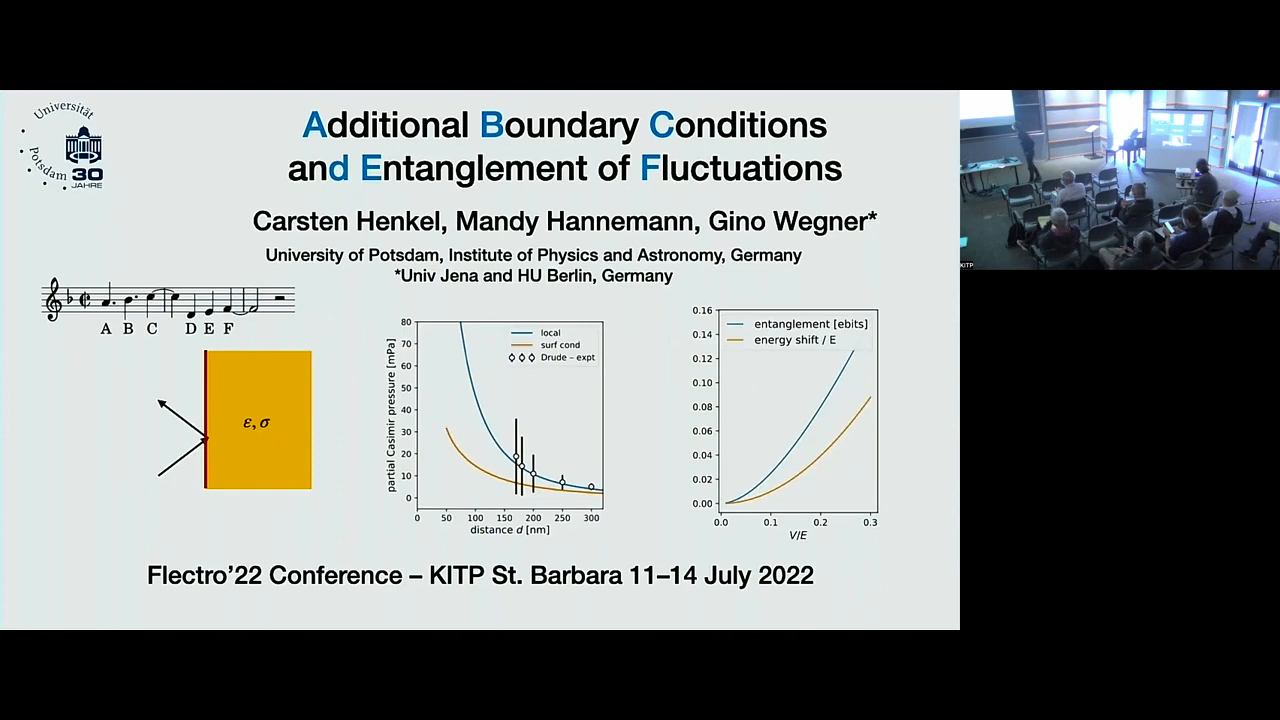 Universität
Potsdam
30
JAHRE
Additional Boundary Conditions
and Entanglement of Fluctuations
Carsten Henkel, Mandy Hannemann, Gino Wegner*
University of Potsdam, Institute of Physics and Astronomy, Germany
*Univ Jena and HU Berlin, Germany
A B C D E F
ε, σ
partial Casimir pressure [mPa]
80
70
60
50
40
30
20
10
0
local
surf cond
Drude – expt
0 50 100 150 200 250 300
distance d [nm]
0.16
0.14
0.12
0.10
0.08
0.06
0.04
0.02
0.00
entanglement [ebits]
energy shift / E
0.0 0.1 0.2 0.3
V/E
Flectro’22 Conference – KITP St. Barbara 11–14 July 2022
KITP